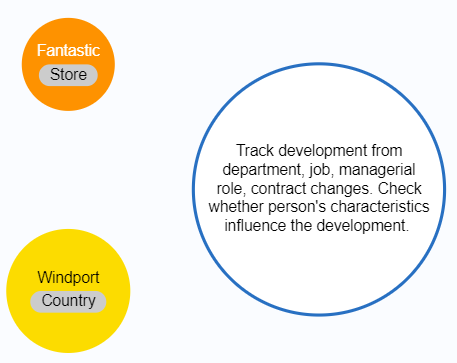 Fantastic
Store
Track development from
department, job, managerial
role, contract changes. Check
whether person's characteristics
influence the development.
Windport
Country